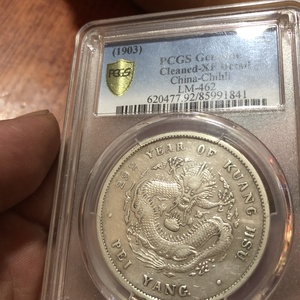 (1903)
PCGS Genuine
Cleaned-XF Detail
China-Chihli
LM-462
620477.92/85991841
PCGS
YEAR OF KUANG HSU
PEI YANG